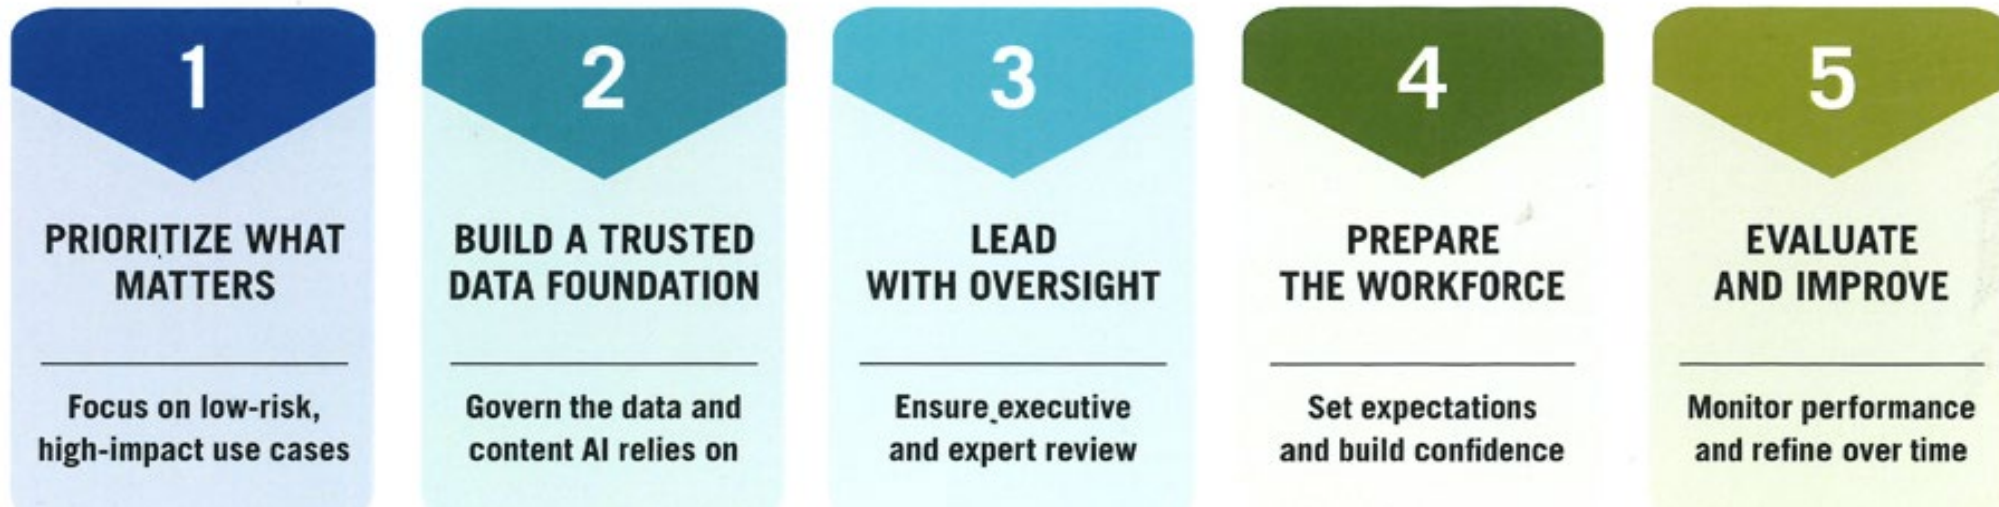 1
PRIORITIZE WHAT
MATTERS
Focus on low-risk,
high-impact use cases
2
BUILD A TRUSTED
DATA FOUNDATION
Govern the data and
content AI relies on
3
LEAD
WITH OVERSIGHT
Ensure executive
and expert review
4
PREPARE
THE WORKFORCE
Set expectations
and build confidence
5
EVALUATE
AND IMPROVE
Monitor performance
and refine over time